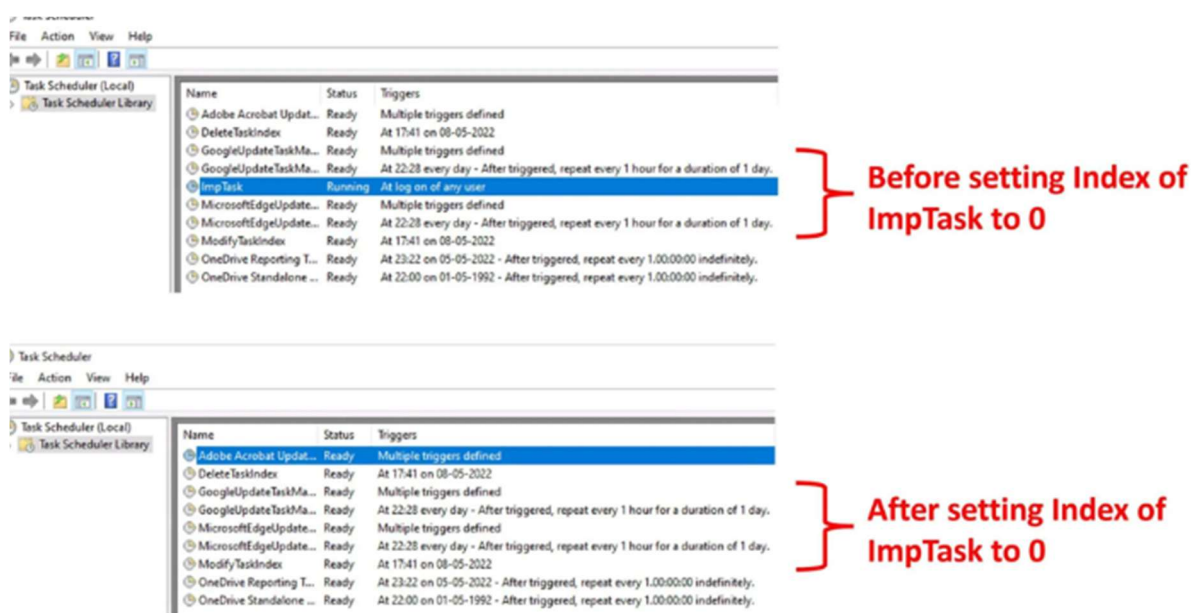 Task Scheduler
File Action View Help
Task Scheduler (Local)
Task Scheduler Library
Name Status Triggers
Adobe Acrobat Updat... Ready Multiple triggers defined
DeleteTaskIndex Ready At 17:41 on 08-05-2022
GoogleUpdateTaskMa... Ready Multiple triggers defined
GoogleUpdateTaskMa... Ready At 22:28 every day - After triggered, repeat every 1 hour for a duration of 1 day.
ImpTask Running At log on of any user
MicrosoftEdgeUpdate... Ready Multiple triggers defined
MicrosoftEdgeUpdate... Ready At 22:28 every day - After triggered, repeat every 1 hour for a duration of 1 day.
ModifyTaskIndex Ready At 17:41 on 08-05-2022
OneDrive Reporting T... Ready At 23:22 on 05-05-2022 - After triggered, repeat every 1.00:00:00 indefinitely.
OneDrive Standalone ... Ready At 22:00 on 01-05-1992 - After triggered, repeat every 1.00:00:00 indefinitely.
Before setting Index of
ImpTask to 0
Task Scheduler
File Action View Help
Task Scheduler (Local)
Task Scheduler Library
Name Status Triggers
Adobe Acrobat Updat... Ready Multiple triggers defined
DeleteTaskIndex Ready At 17:41 on 08-05-2022
GoogleUpdateTaskMa... Ready Multiple triggers defined
GoogleUpdateTaskMa... Ready At 22:28 every day - After triggered, repeat every 1 hour for a duration of 1 day.
MicrosoftEdgeUpdate... Ready Multiple triggers defined
MicrosoftEdgeUpdate... Ready At 22:28 every day - After triggered, repeat every 1 hour for a duration of 1 day.
ModifyTaskIndex Ready At 17:41 on 08-05-2022
OneDrive Reporting T... Ready At 23:22 on 05-05-2022 - After triggered, repeat every 1.00:00:00 indefinitely.
OneDrive Standalone ... Ready At 22:00 on 01-05-1992 - After triggered, repeat every 1.00:00:00 indefinitely.
After setting Index of
ImpTask to 0